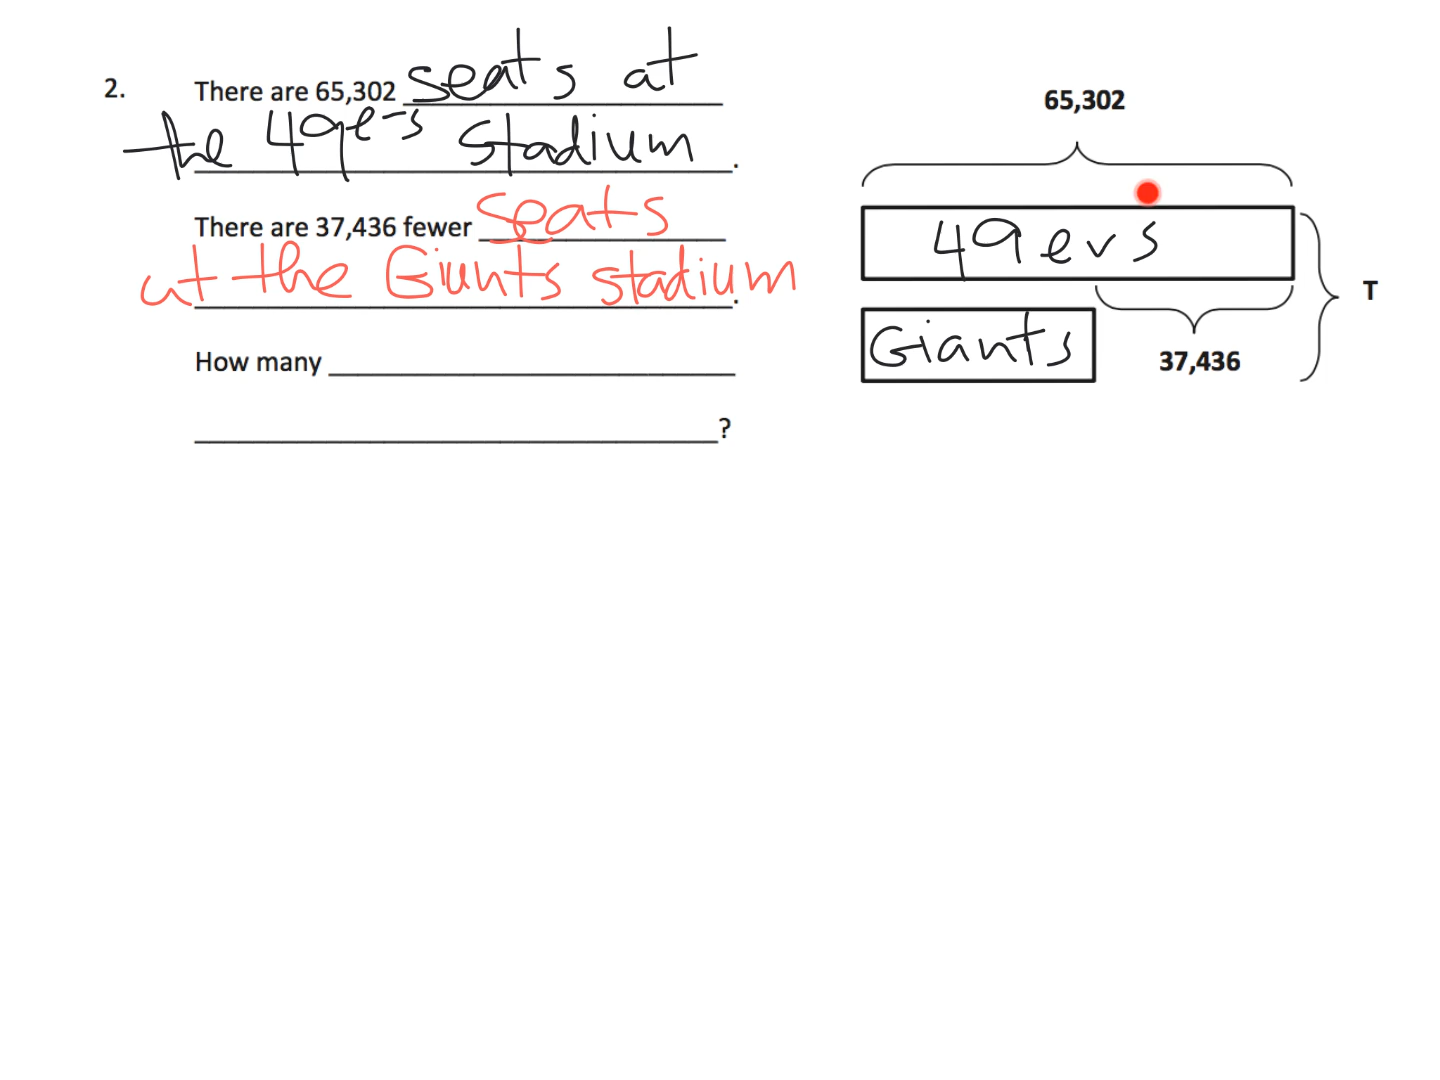 2. There are 65,302 seats at
the 49ers stadium.
There are 37,436 fewer seats
at the Giants stadium.
How many
?
65,302
49ers
T
Giants
37,436